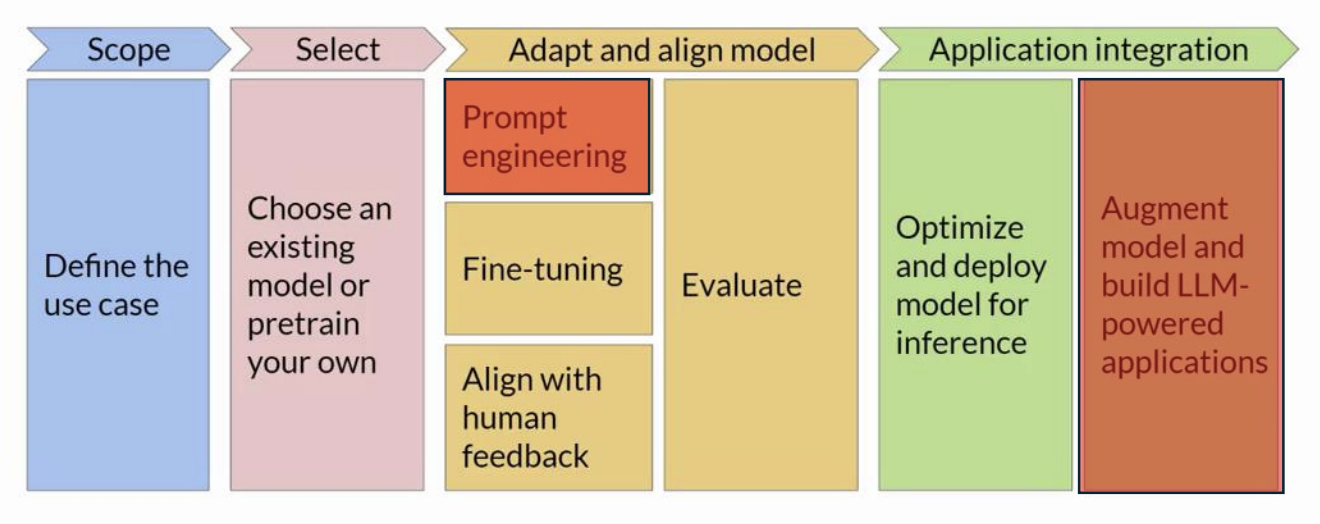 Scope
Select
Adapt and align model
Application integration
Define the
use case
Choose an
existing
model or
pretrain
your own
Prompt
engineering
Fine-tuning
Align with
human
feedback
Evaluate
Optimize
and deploy
model for
inference
Augment
model and
build LLM-
powered
applications